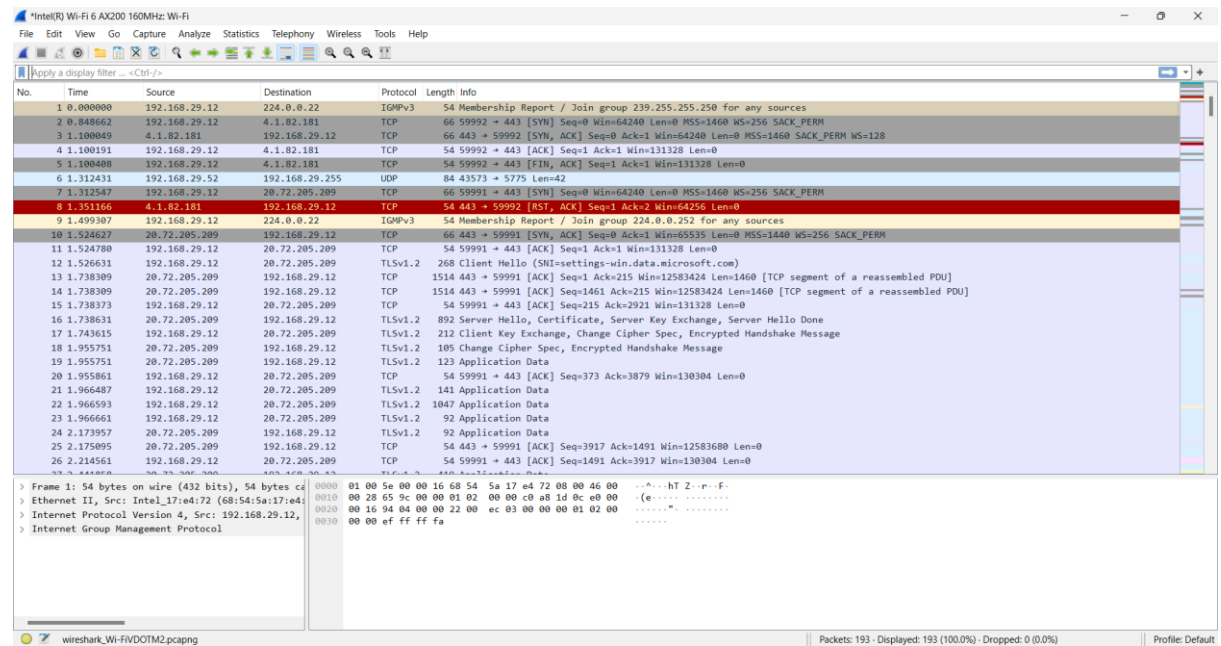 *Intel(R) Wi-Fi 6 AX200 160MHz: Wi-Fi
File Edit View Go Capture Analyze Statistics Telephony Wireless Tools Help
Apply a display filter ... <Ctrl-/>
No. Time Source Destination Protocol Length Info
1 0.000000 192.168.29.12 224.0.0.22 IGMPv3 54 Membership Report / Join group 239.255.255.250 for any sources
2 0.848662 192.168.29.12 4.1.82.181 TCP 66 59992 → 443 [SYN] Seq=0 Win=64240 Len=0 MSS=1460 WS=256 SACK_PERM
3 1.100049 4.1.82.181 192.168.29.12 TCP 66 443 → 59992 [SYN, ACK] Seq=0 Ack=1 Win=64240 Len=0 MSS=1460 SACK_PERM WS=128
4 1.100191 192.168.29.12 4.1.82.181 TCP 54 59992 → 443 [ACK] Seq=1 Ack=1 Win=131328 Len=0
5 1.100408 192.168.29.12 4.1.82.181 TCP 54 59992 → 443 [FIN, ACK] Seq=1 Ack=1 Win=131328 Len=0
6 1.312431 192.168.29.52 192.168.29.255 UDP 84 43573 → 5775 Len=42
7 1.312547 192.168.29.12 20.72.205.209 TCP 66 59991 → 443 [SYN] Seq=0 Win=64240 Len=0 MSS=1460 WS=256 SACK_PERM
8 1.351166 4.1.82.181 192.168.29.12 TCP 54 443 → 59992 [RST, ACK] Seq=1 Ack=2 Win=64256 Len=0
9 1.499307 192.168.29.12 224.0.0.22 IGMPv3 54 Membership Report / Join group 224.0.0.252 for any sources
10 1.524627 20.72.205.209 192.168.29.12 TCP 66 443 → 59991 [SYN, ACK] Seq=0 Ack=1 Win=65535 Len=0 MSS=1440 WS=256 SACK_PERM
11 1.524780 192.168.29.12 20.72.205.209 TCP 54 59991 → 443 [ACK] Seq=1 Ack=1 Win=131328 Len=0
12 1.526631 192.168.29.12 20.72.205.209 TLSv1.2 268 Client Hello (SNI=settings-win.data.microsoft.com)
13 1.738309 20.72.205.209 192.168.29.12 TCP 1514 443 → 59991 [ACK] Seq=1 Ack=215 Win=12583424 Len=1460 [TCP segment of a reassembled PDU]
14 1.738309 20.72.205.209 192.168.29.12 TCP 1514 443 → 59991 [ACK] Seq=1461 Ack=215 Win=12583424 Len=1460 [TCP segment of a reassembled PDU]
15 1.738373 192.168.29.12 20.72.205.209 TCP 54 59991 → 443 [ACK] Seq=215 Ack=2921 Win=131328 Len=0
16 1.738631 20.72.205.209 192.168.29.12 TLSv1.2 892 Server Hello, Certificate, Server Key Exchange, Server Hello Done
17 1.743615 192.168.29.12 20.72.205.209 TLSv1.2 212 Client Key Exchange, Change Cipher Spec, Encrypted Handshake Message
18 1.955751 20.72.205.209 192.168.29.12 TLSv1.2 105 Change Cipher Spec, Encrypted Handshake Message
19 1.955751 20.72.205.209 192.168.29.12 TLSv1.2 123 Application Data
20 1.955861 192.168.29.12 20.72.205.209 TCP 54 59991 → 443 [ACK] Seq=373 Ack=3879 Win=130304 Len=0
21 1.966487 192.168.29.12 20.72.205.209 TLSv1.2 141 Application Data
22 1.966593 192.168.29.12 20.72.205.209 TLSv1.2 1047 Application Data
23 1.966661 192.168.29.12 20.72.205.209 TLSv1.2 92 Application Data
24 2.173957 20.72.205.209 192.168.29.12 TLSv1.2 92 Application Data
25 2.175095 20.72.205.209 192.168.29.12 TCP 54 443 → 59991 [ACK] Seq=3917 Ack=1491 Win=12583680 Len=0
26 2.214561 192.168.29.12 20.72.205.209 TCP 54 59991 → 443 [ACK] Seq=1491 Ack=3917 Win=130304 Len=0
> Frame 1: 54 bytes on wire (432 bits), 54 bytes ca
> Ethernet II, Src: Intel_17:e4:72 (68:54:5a:17:e4:
> Internet Protocol Version 4, Src: 192.168.29.12,
> Internet Group Management Protocol
0000 01 00 5e 00 00 16 68 54 5a 17 e4 72 08 00 46 00 ··^···hT Z··r··F·
0010 00 28 65 9c 00 00 01 02 00 00 c0 a8 1d 0c e0 00 ·(e····· ········
0020 00 16 94 04 00 00 22 00 ec 03 00 00 00 01 02 00 ······"· ········
0030 00 00 ef ff ff fa ······
wireshark_Wi-FiVDOTM2.pcapng
Packets: 193 · Displayed: 193 (100.0%) · Dropped: 0 (0.0%)
Profile: Default